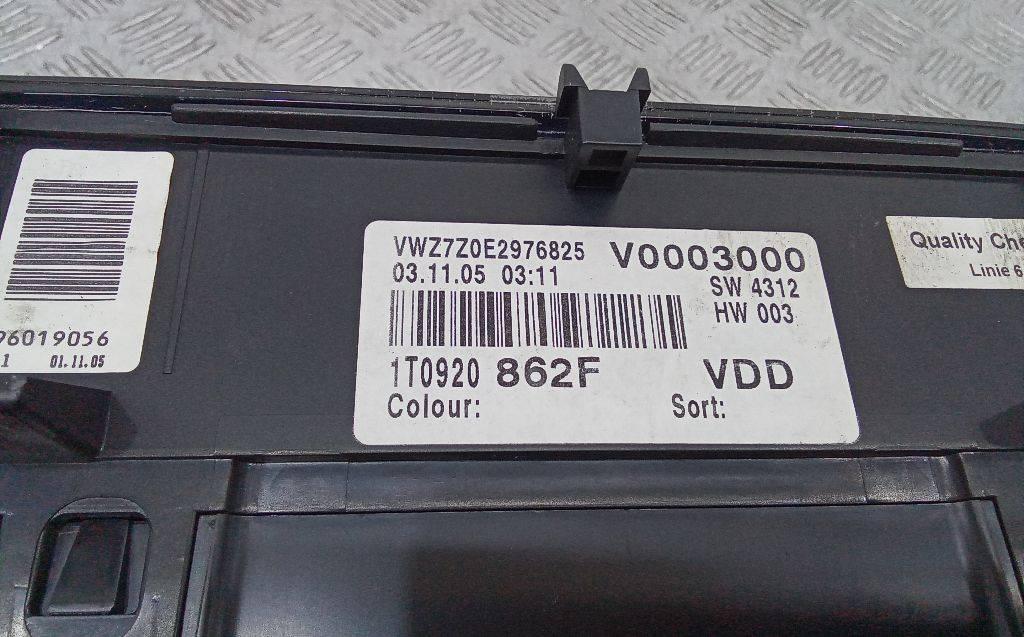 96019056
1 01.11.05
VWZ7Z0E2976825 V0003000
03.11.05 03:11 SW 4312
HW 003
1T0920 862F VDD
Colour: Sort:
Quality Che
Linie 6